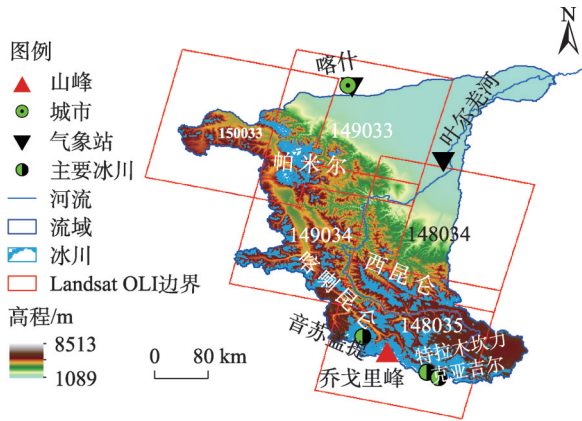 N
图例
山峰
城市
气象站
主要冰川
河流
流域
冰川
Landsat OLI边界
高程/m
8513
1089
0 80 km
喀什
叶尔羌河
150033
149033
帕米尔
149034
148034
西昆仑
喀喇昆仑
音苏盖提
148035
乔戈里峰
特拉木坎力
克亚吉尔